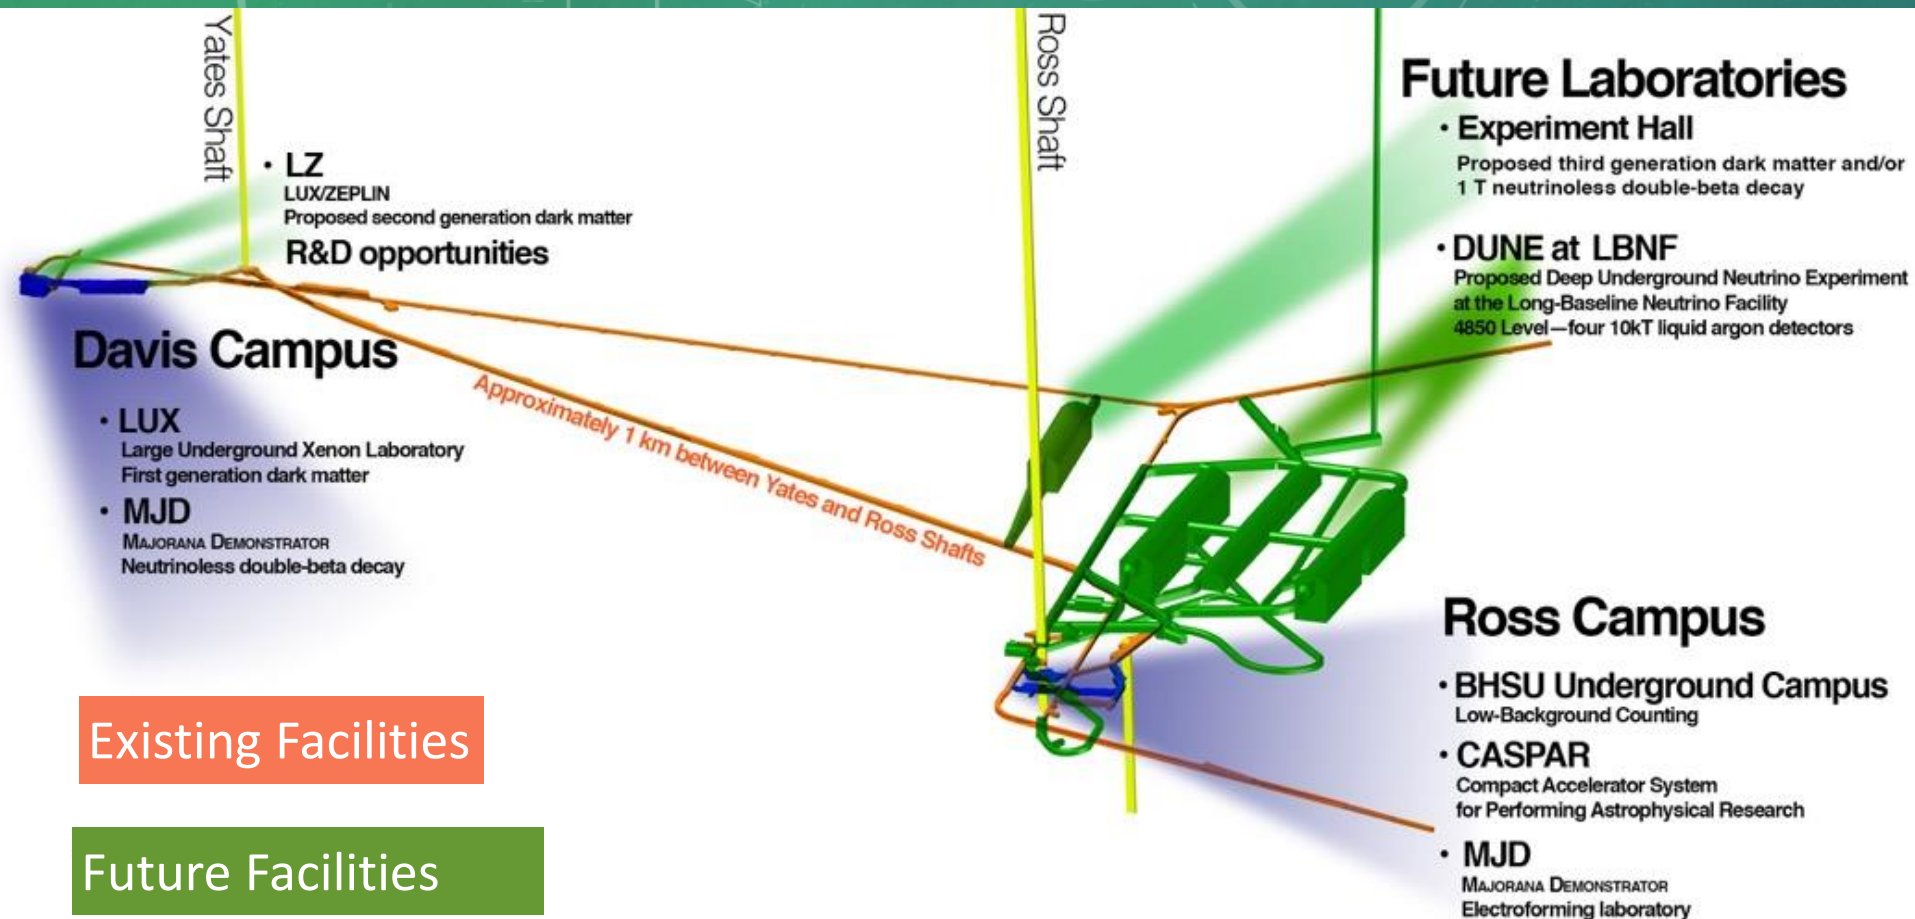 Yates Shaft
• LZ
LUX/ZEPLIN
Proposed second generation dark matter
R&D opportunities
Davis Campus
• LUX
Large Underground Xenon Laboratory
First generation dark matter
• MJD
MAJORANA DEMONSTRATOR
Neutrinoless double-beta decay
Approximately 1 km between Yates and Ross Shafts
Ross Shaft
Future Laboratories
• Experiment Hall
Proposed third generation dark matter and/or
1 T neutrinoless double-beta decay
• DUNE at LBNF
Proposed Deep Underground Neutrino Experiment
at the Long-Baseline Neutrino Facility
4850 Level—four 10kT liquid argon detectors
Ross Campus
• BHSU Underground Campus
Low-Background Counting
• CASPAR
Compact Accelerator System
for Performing Astrophysical Research
• MJD
MAJORANA DEMONSTRATOR
Electroforming laboratory
Existing Facilities
Future Facilities